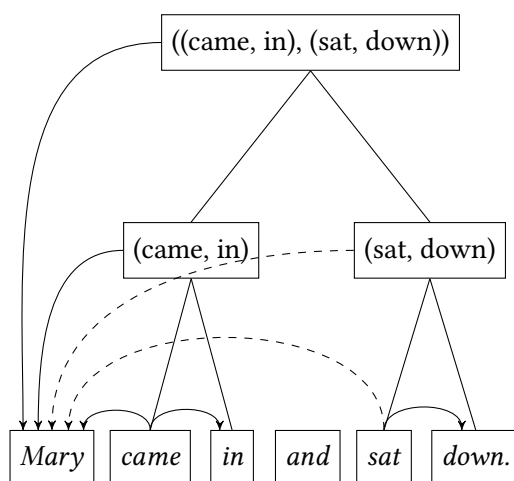 ((came, in), (sat, down))
(came, in) (sat, down)
Mary came in and sat down.